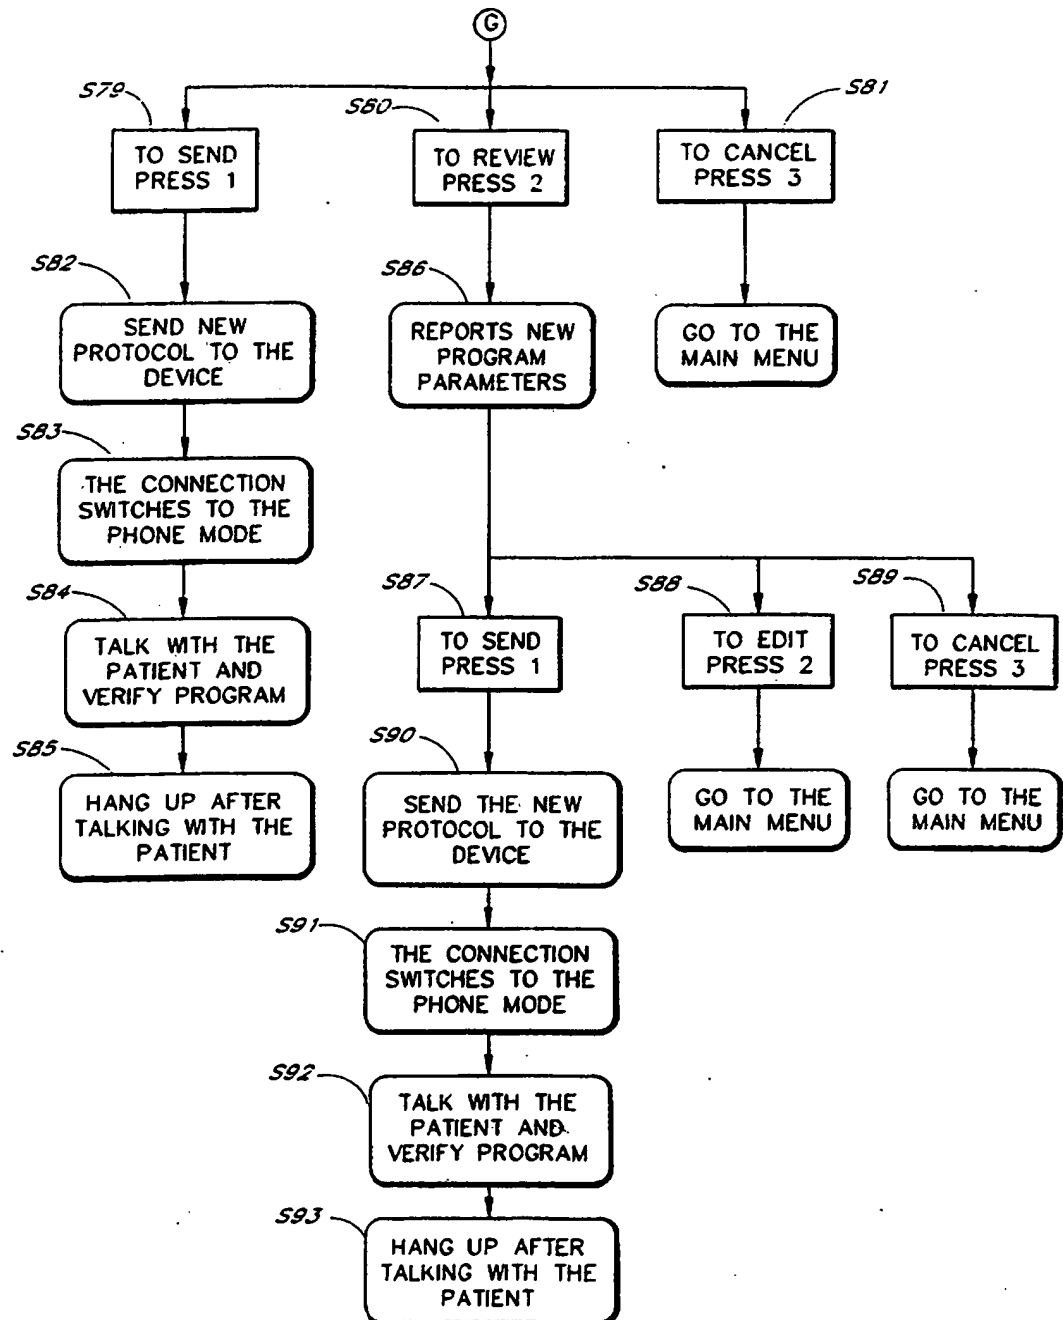 G
S79
TO SEND
PRESS 1
S80
TO REVIEW
PRESS 2
S81
TO CANCEL
PRESS 3
S82
SEND NEW
PROTOCOL TO THE
DEVICE
S86
REPORTS NEW
PROGRAM
PARAMETERS
GO TO THE
MAIN MENU
S83
THE CONNECTION
SWITCHES TO THE
PHONE MODE
S84
TALK WITH THE
PATIENT AND
VERIFY PROGRAM
S85
HANG UP AFTER
TALKING WITH THE
PATIENT
S87
TO SEND
PRESS 1
S88
TO EDIT
PRESS 2
S89
TO CANCEL
PRESS 3
S90
SEND THE NEW
PROTOCOL TO THE
DEVICE
GO TO THE
MAIN MENU
GO TO THE
MAIN MENU
S91
THE CONNECTION
SWITCHES TO THE
PHONE MODE
S92
TALK WITH THE
PATIENT AND
VERIFY PROGRAM
S93
HANG UP AFTER
TALKING WITH THE
PATIENT